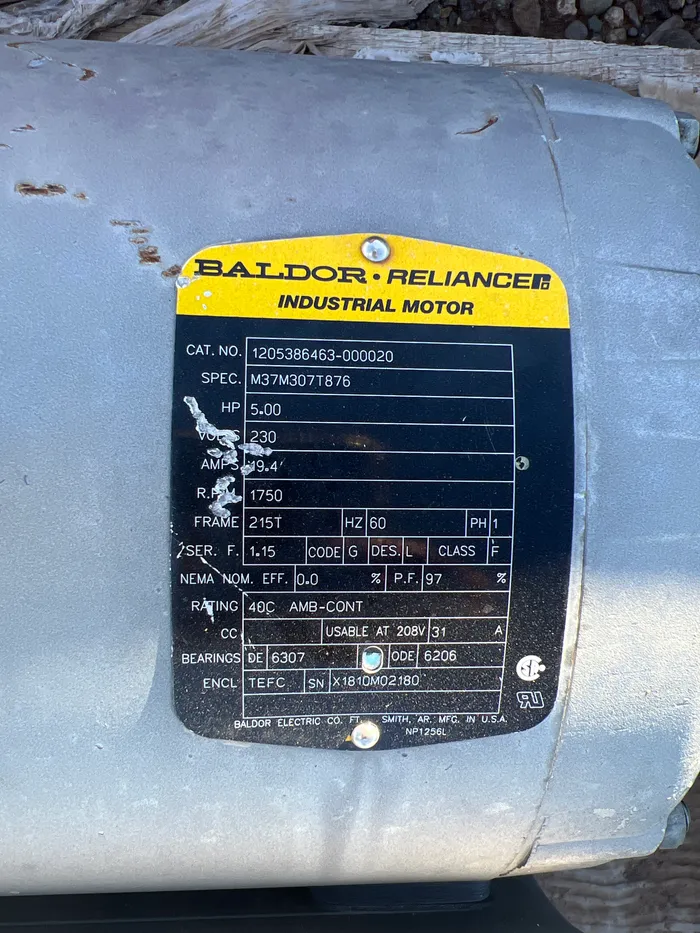 BALDOR • RELIANCE
INDUSTRIAL MOTOR
CAT. NO. 1205386463-000020
SPEC. M37M307T876
HP 5.00
VOLTS 230
AMPS 19.4
R.P.M. 1750
FRAME 215T HZ 60 PH 1
SER. F. 1.15 CODE G DES. L CLASS F
NEMA NOM. EFF. 0.0 % P.F. 97 %
RATING 40C AMB-CONT
CC USABLE AT 208V 31 A
BEARINGS DE 6307 ODE 6206
ENCL TEFC SN X1810M02180
BALDOR ELECTRIC CO. FT. SMITH, AR. MFG. IN U.S.A.
NP1256L